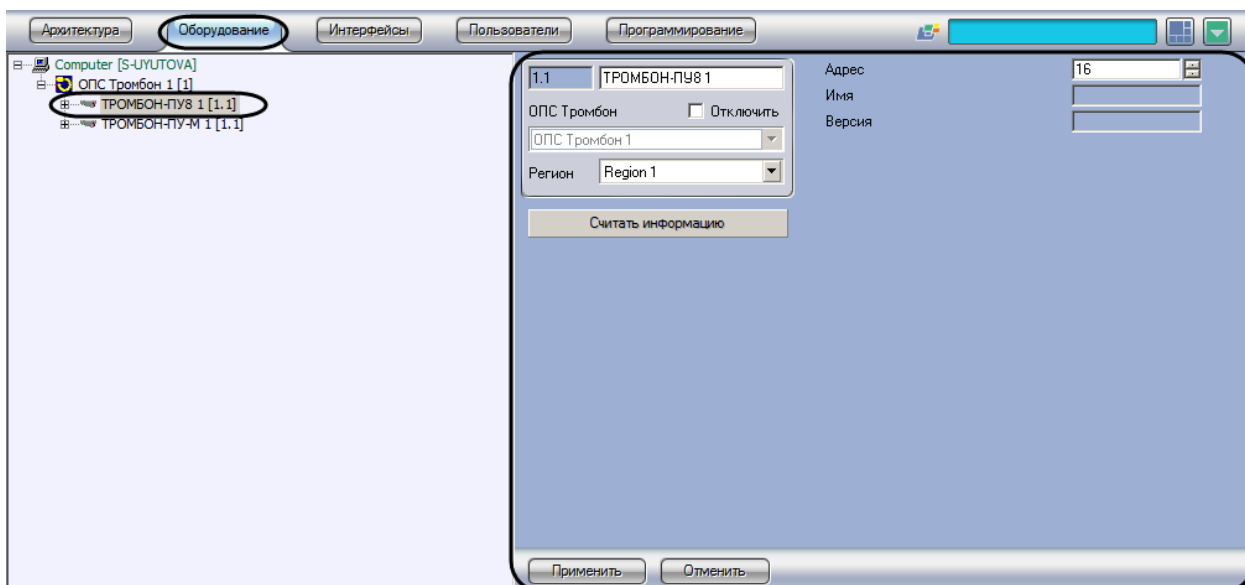 Архитектура Оборудование Интерфейсы Пользователи Программирование
Computer [S-UYUTOVA]
ОПС Тромбон 1 [1]
ТРОМБОН-ПУ8 1 [1.1]
ТРОМБОН-ПУ-М 1 [1.1]
1.1 ТРОМБОН-ПУ8 1
ОПС Тромбон Отключить
ОПС Тромбон 1
Регион Region 1
Считать информацию
Адрес 16
Имя
Версия
Применить Отменить